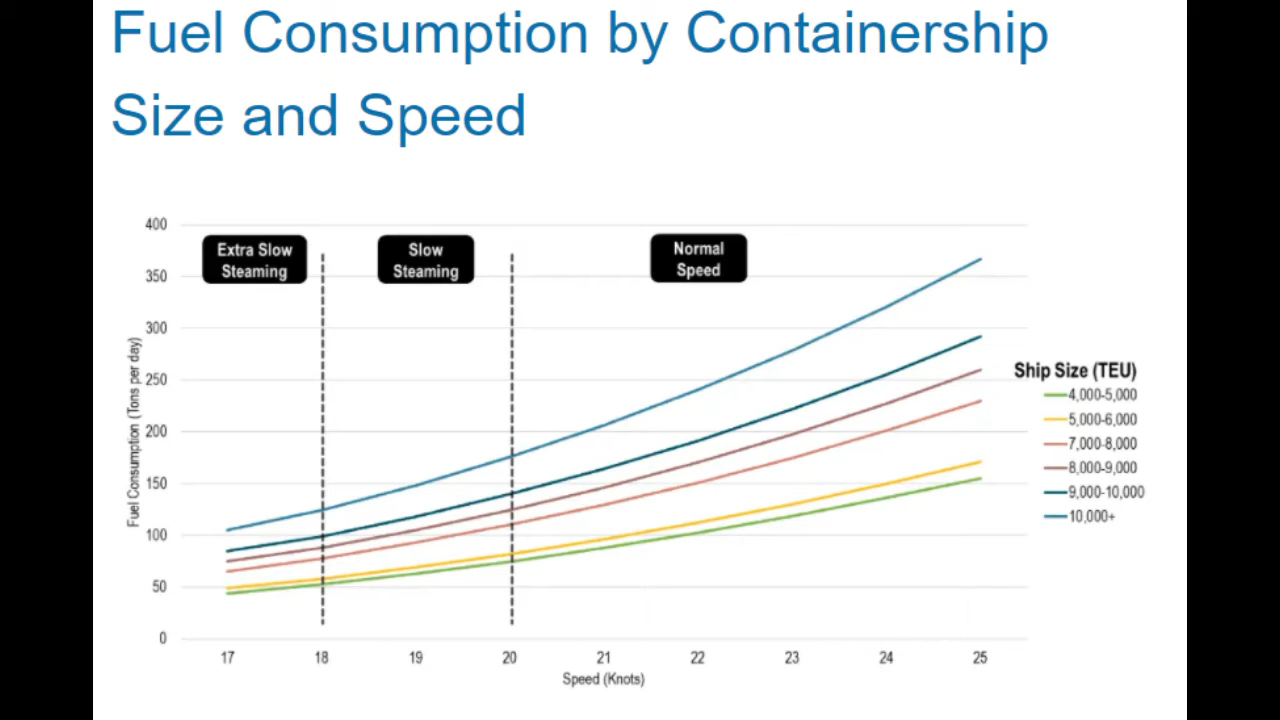 Fuel Consumption by Containership
Size and Speed
400
350
300
250
200
150
100
50
0
Fuel Consumption (Tons per day)
Extra Slow
Steaming
Slow
Steaming
Normal
Speed
17 18 19 20 21 22 23 24 25
Speed (Knots)
Ship Size (TEU)
4,000-5,000
5,000-6,000
7,000-8,000
8,000-9,000
9,000-10,000
10,000+